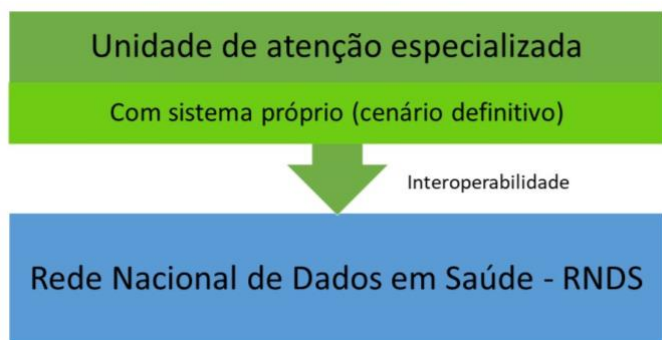 Unidade de atenção especializada
Com sistema próprio (cenário definitivo)
Interoperabilidade
Rede Nacional de Dados em Saúde - RNDS